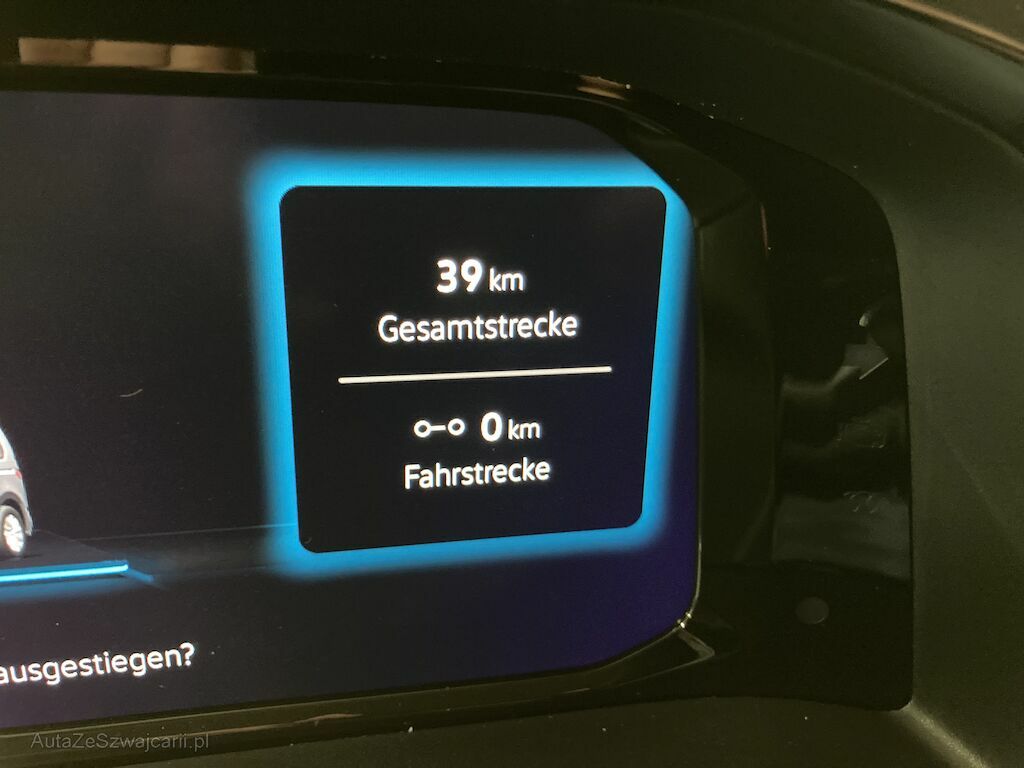 39 km
Gesamtstrecke
0 km
Fahrstrecke
ausgestiegen?
AutaZeSzwajcarii.pl